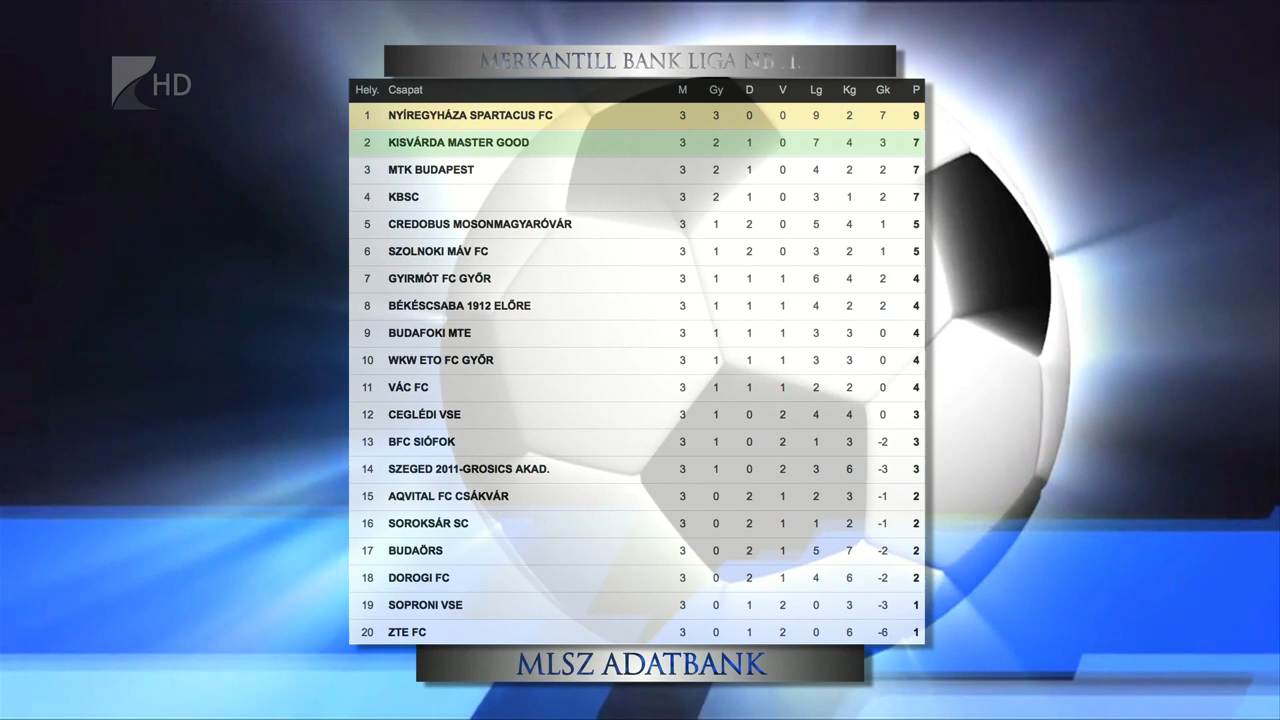 HD
MERKANTILL BANK LIGA NB I.
Hely. Csapat M Gy D V Lg Kg Gk P
1 NYÍREGYHÁZA SPARTACUS FC 3 3 0 0 9 2 7 9
2 KISVÁRDA MASTER GOOD 3 2 1 0 7 4 3 7
3 MTK BUDAPEST 3 2 1 0 4 2 2 7
4 KBSC 3 2 1 0 3 1 2 7
5 CREDOBUS MOSONMAGYARÓVÁR 3 1 2 0 5 4 1 5
6 SZOLNOKI MÁV FC 3 1 2 0 3 2 1 5
7 GYIRMÓT FC GYŐR 3 1 1 1 6 4 2 4
8 BÉKÉSCSABA 1912 ELŐRE 3 1 1 1 4 2 2 4
9 BUDAFOKI MTE 3 1 1 1 3 3 0 4
10 WKW ETO FC GYŐR 3 1 1 1 3 3 0 4
11 VÁC FC 3 1 1 1 2 2 0 4
12 CEGLÉDI VSE 3 1 0 2 4 4 0 3
13 BFC SIÓFOK 3 1 0 2 1 3 -2 3
14 SZEGED 2011-GROSICS AKAD. 3 1 0 2 3 6 -3 3
15 AQVITAL FC CSÁKVÁR 3 0 2 1 2 3 -1 2
16 SOROKSÁR SC 3 0 2 1 1 2 -1 2
17 BUDAÖRS 3 0 2 1 5 7 -2 2
18 DOROGI FC 3 0 2 1 4 6 -2 2
19 SOPRONI VSE 3 0 1 2 0 3 -3 1
20 ZTE FC 3 0 1 2 0 6 -6 1
MLSZ ADATBANK